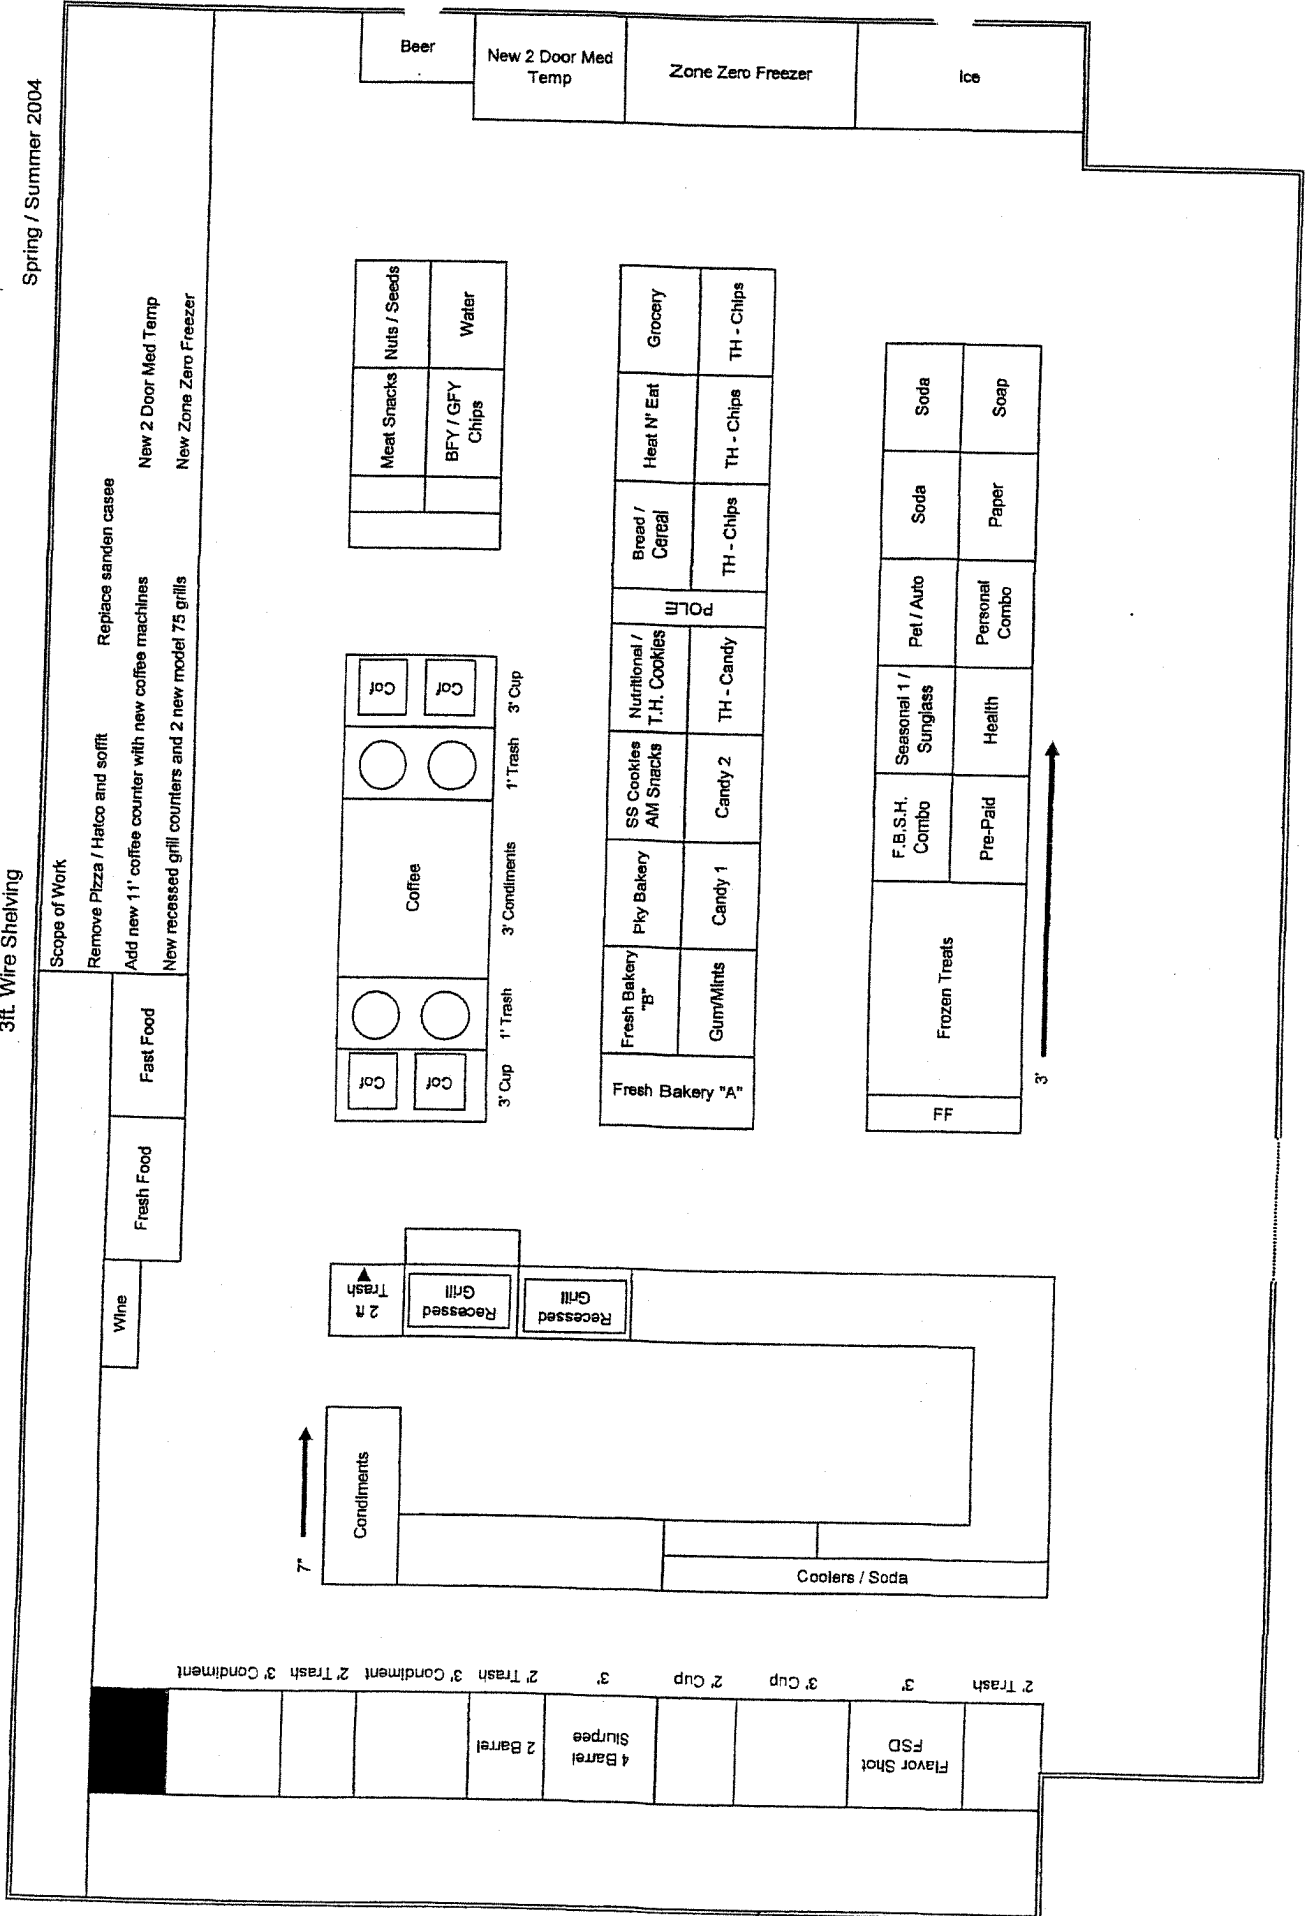 3ft. Wire Shelving
Spring / Summer 2004
Scope of Work
Remove Pizza / Hatco and soffit
Replace sanden casee
Add new 11' coffee counter with new coffee machines
New 2 Door Med Temp
New recessed grill counters and 2 new model 75 grills
New Zone Zero Freezer
Beer
New 2 Door Med
Temp
Zone Zero Freezer
Ice
Meat Snacks
Nuts / Seeds
BFY / GFY
Chips
Water
Cof
Cof
Coffee
Cof
Cof
3' Cup
1' Trash
3' Condiments
1' Trash
3' Cup
Grocery
TH - Chips
Heat N' Eat
TH - Chips
Bread /
Cereal
TH - Chips
POLE
Nutritional /
T.H. Cookies
TH - Candy
SS Cookies
AM Snacks
Candy 2
Pky Bakery
Candy 1
Fresh Bakery
"B"
Gum/Mints
Fresh Bakery "A"
Soda
Soap
Soda
Paper
Pet / Auto
Personal
Combo
Seasonal 1 /
Sunglass
Health
F.B.S.H.
Combo
Pre-Paid
Frozen Treats
FF
3'
Fast Food
Fresh Food
Wine
2 ft
Trash
Recessed
Grill
Recessed
Grill
7"
Condiments
Coolers / Soda
3' Condiment
2' Trash
3' Condiment
2' Trash
3'
2' Cup
3' Cup
3'
2' Trash
2 Barrel
4 Barrel
Slurpee
Flavor Shot
FSD